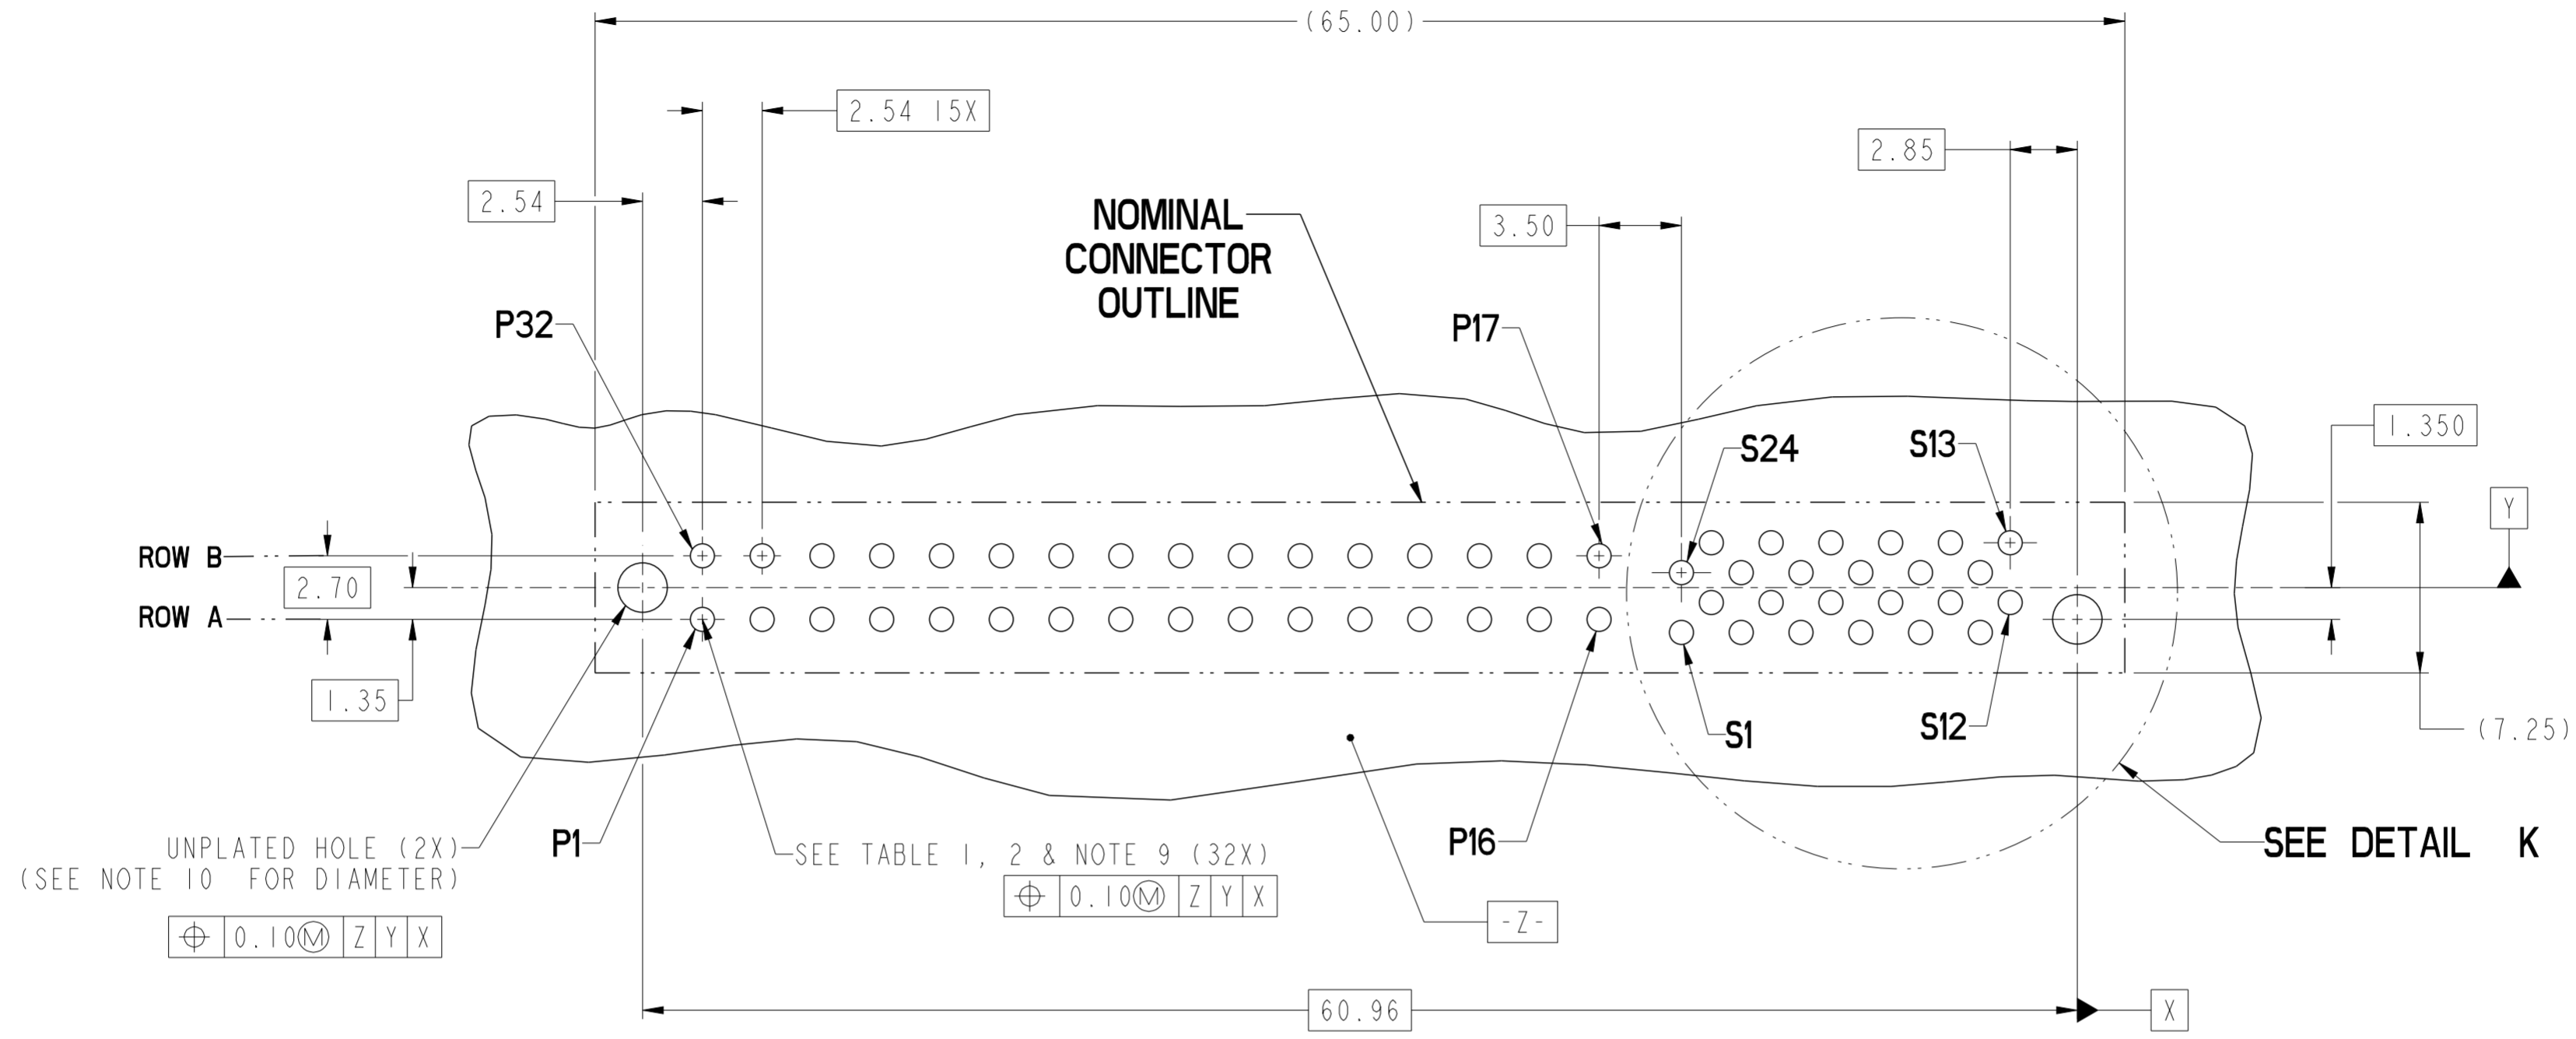 (65.00)
2.54 15X
2.85
2.54
NOMINAL
CONNECTOR
OUTLINE
3.50
P32
P17
1.350
S24
S13
Y
ROW B
2.70
ROW A
1.35
S1
S12
(7.25)
UNPLATED HOLE (2X)
(SEE NOTE 10 FOR DIAMETER)
P1
SEE TABLE 1, 2 & NOTE 9 (32X)
P16
SEE DETAIL K
⌖ 0.10Ⓜ Z Y X
⌖ 0.10Ⓜ Z Y X
-Z-
60.96
X